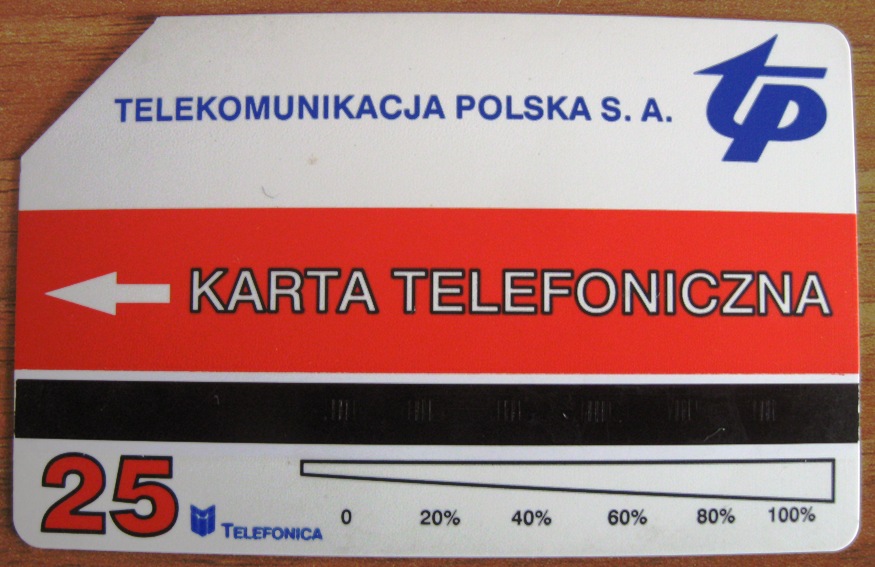 TELEKOMUNIKACJA POLSKA S. A.
tp
KARTA TELEFONICZNA
25
TELEFONICA
0 20% 40% 60% 80% 100%